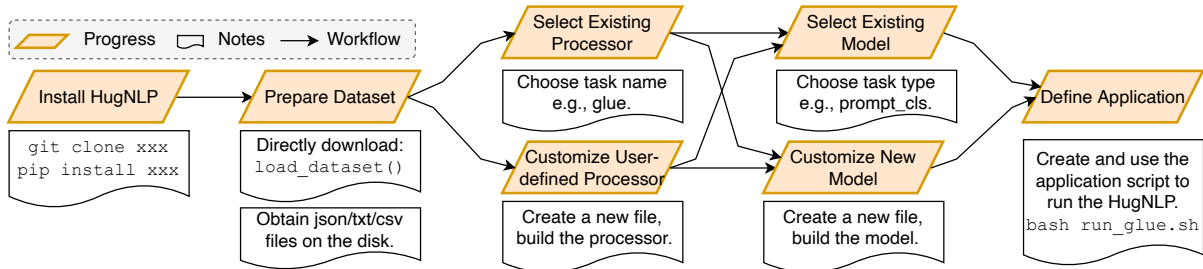 Progress
Notes
Workflow
Install HugNLP
git clone xxx
pip install xxx
Prepare Dataset
Directly download:
load_dataset()
Obtain json/txt/csv
files on the disk.
Select Existing
Processor
Choose task name
e.g., glue.
Customize User-
defined Processor
Create a new file,
build the processor.
Select Existing
Model
Choose task type
e.g., prompt_cls.
Customize New
Model
Create a new file,
build the model.
Define Application
Create and use the
application script to
run the HugNLP.
bash run_glue.sh